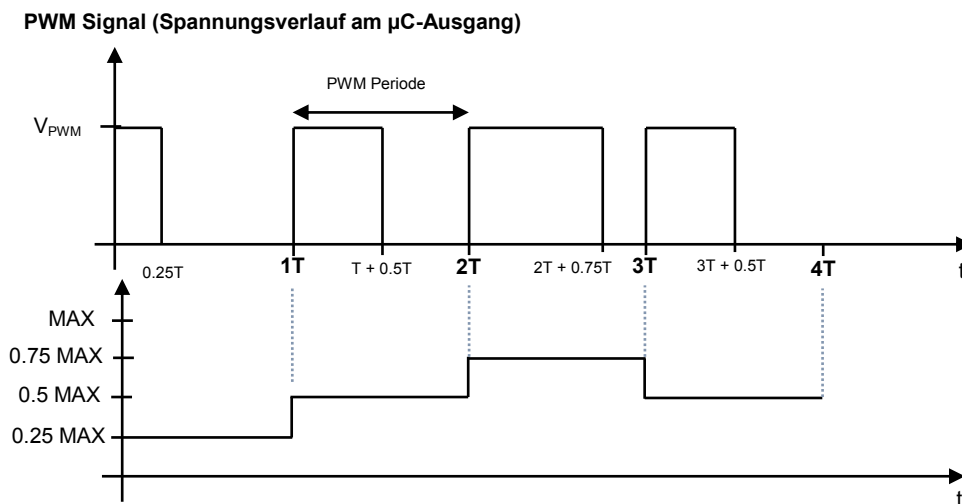 PWM Signal (Spannungsverlauf am µC-Ausgang)
PWM Periode
VPWM
0.25T
1T
T + 0.5T
2T
2T + 0.75T
3T
3T + 0.5T
4T
t
MAX
0.75 MAX
0.5 MAX
0.25 MAX
t